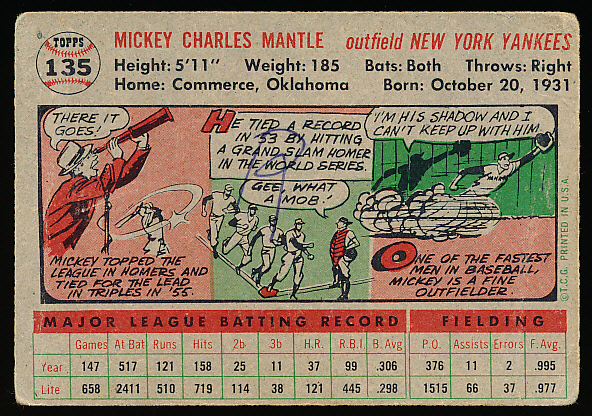 TOPPS
135
MICKEY CHARLES MANTLE outfield NEW YORK YANKEES
Height: 5'11" Weight: 185 Bats: Both Throws: Right
Home: Commerce, Oklahoma Born: October 20, 1931
THERE IT
GOES!
HE TIED A RECORD
IN '53 BY HITTING
A GRAND SLAM HOMER
IN THE WORLD SERIES.
GEE, WHAT
A MOB!
I'M HIS SHADOW AND I
CAN'T KEEP UP WITH HIM.
MICKEY TOPPED THE
LEAGUE IN HOMERS AND
TIED FOR THE LEAD
IN TRIPLES IN '55.
ONE OF THE FASTEST
MEN IN BASEBALL,
MICKEY IS A FINE
OUTFIELDER.
©T.C.G. PRINTED IN U.S.A.
MAJOR LEAGUE BATTING RECORD FIELDING
Games At Bat Runs Hits 2b 3b H.R. R.B.I. B. Avg. P.O. Assists Errors F. Avg.
Year 147 517 121 158 25 11 37 99 .306 376 11 2 .995
Life 658 2411 510 719 114 38 121 445 .298 1515 66 37 .977